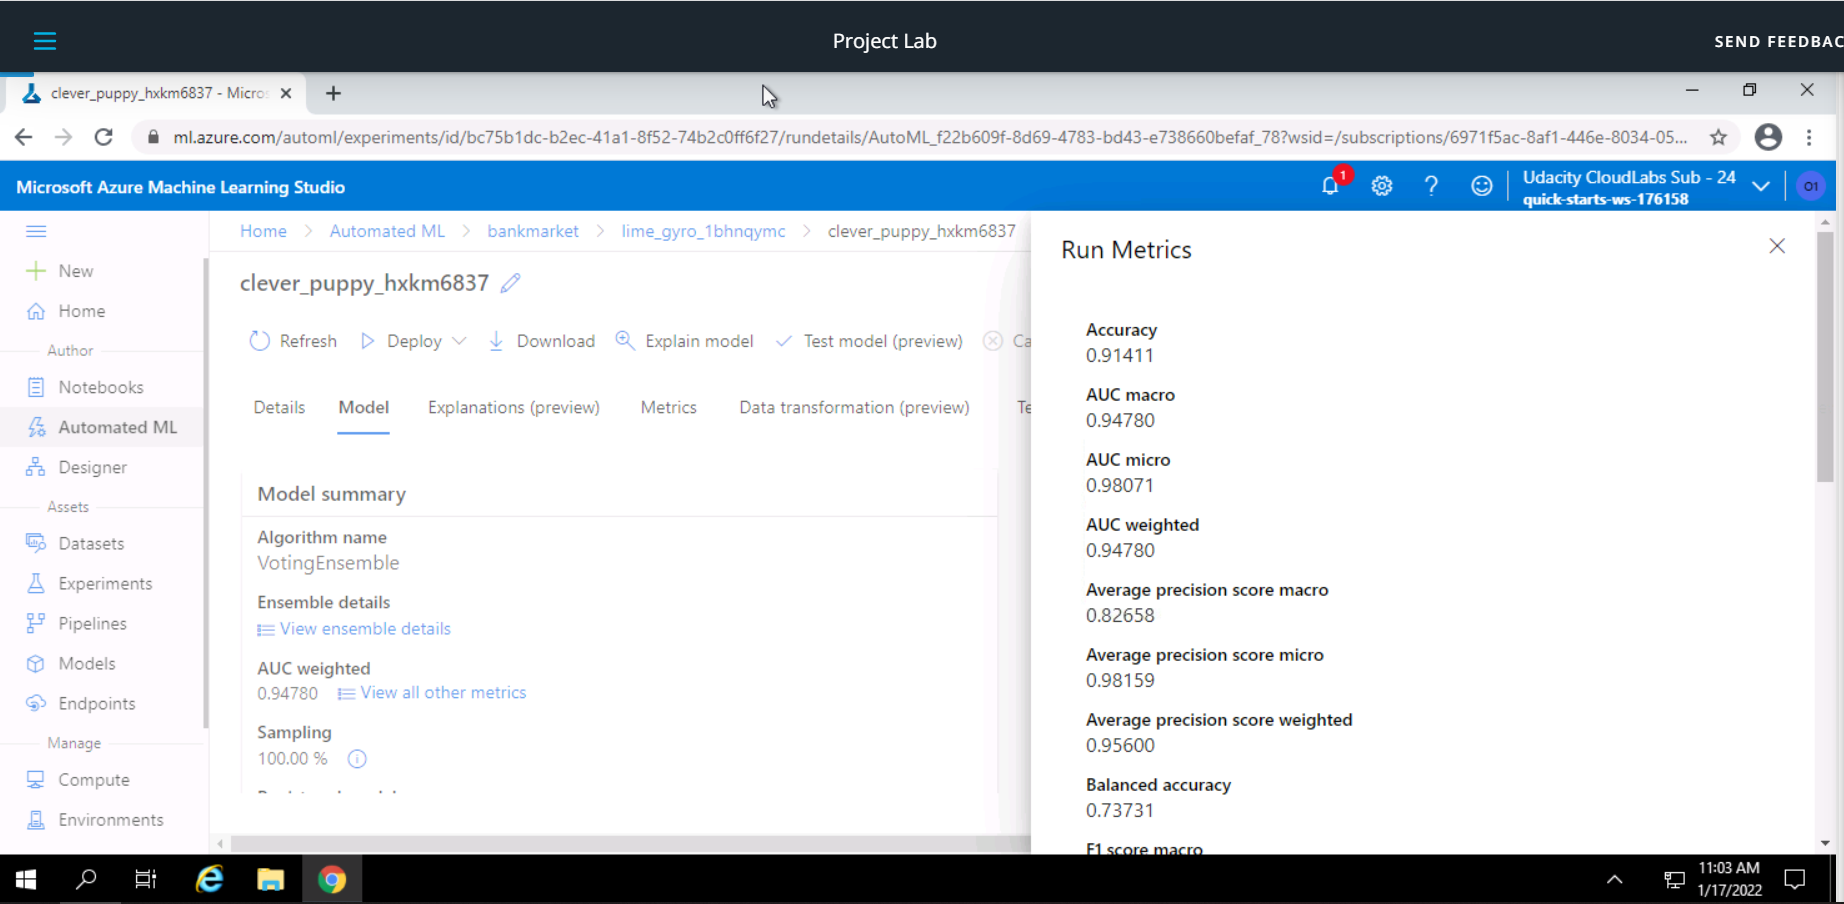 Project Lab
SEND FEEDBAC
clever_puppy_hxkm6837 - Micros
ml.azure.com/automl/experiments/id/bc75b1dc-b2ec-41a1-8f52-74b2c0ff6f27/rundetails/AutoML_f22b609f-8d69-4783-bd43-e738660befaf_78?wsid=/subscriptions/6971f5ac-8af1-446e-8034-05...
Microsoft Azure Machine Learning Studio
1
Udacity CloudLabs Sub - 24
quick-starts-ws-176158
O1
New
Home
Author
Notebooks
Automated ML
Designer
Assets
Datasets
Experiments
Pipelines
Models
Endpoints
Manage
Compute
Environments
Home > Automated ML > bankmarket > lime_gyro_1bhnqymc > clever_puppy_hxkm6837
clever_puppy_hxkm6837
Refresh Deploy Download Explain model Test model (preview) Ca
Details Model Explanations (preview) Metrics Data transformation (preview) Te
Model summary
Algorithm name
VotingEnsemble
Ensemble details
View ensemble details
AUC weighted
0.94780 View all other metrics
Sampling
100.00 %
Run Metrics
Accuracy
0.91411
AUC macro
0.94780
AUC micro
0.98071
AUC weighted
0.94780
Average precision score macro
0.82658
Average precision score micro
0.98159
Average precision score weighted
0.95600
Balanced accuracy
0.73731
F1 score macro
11:03 AM
1/17/2022